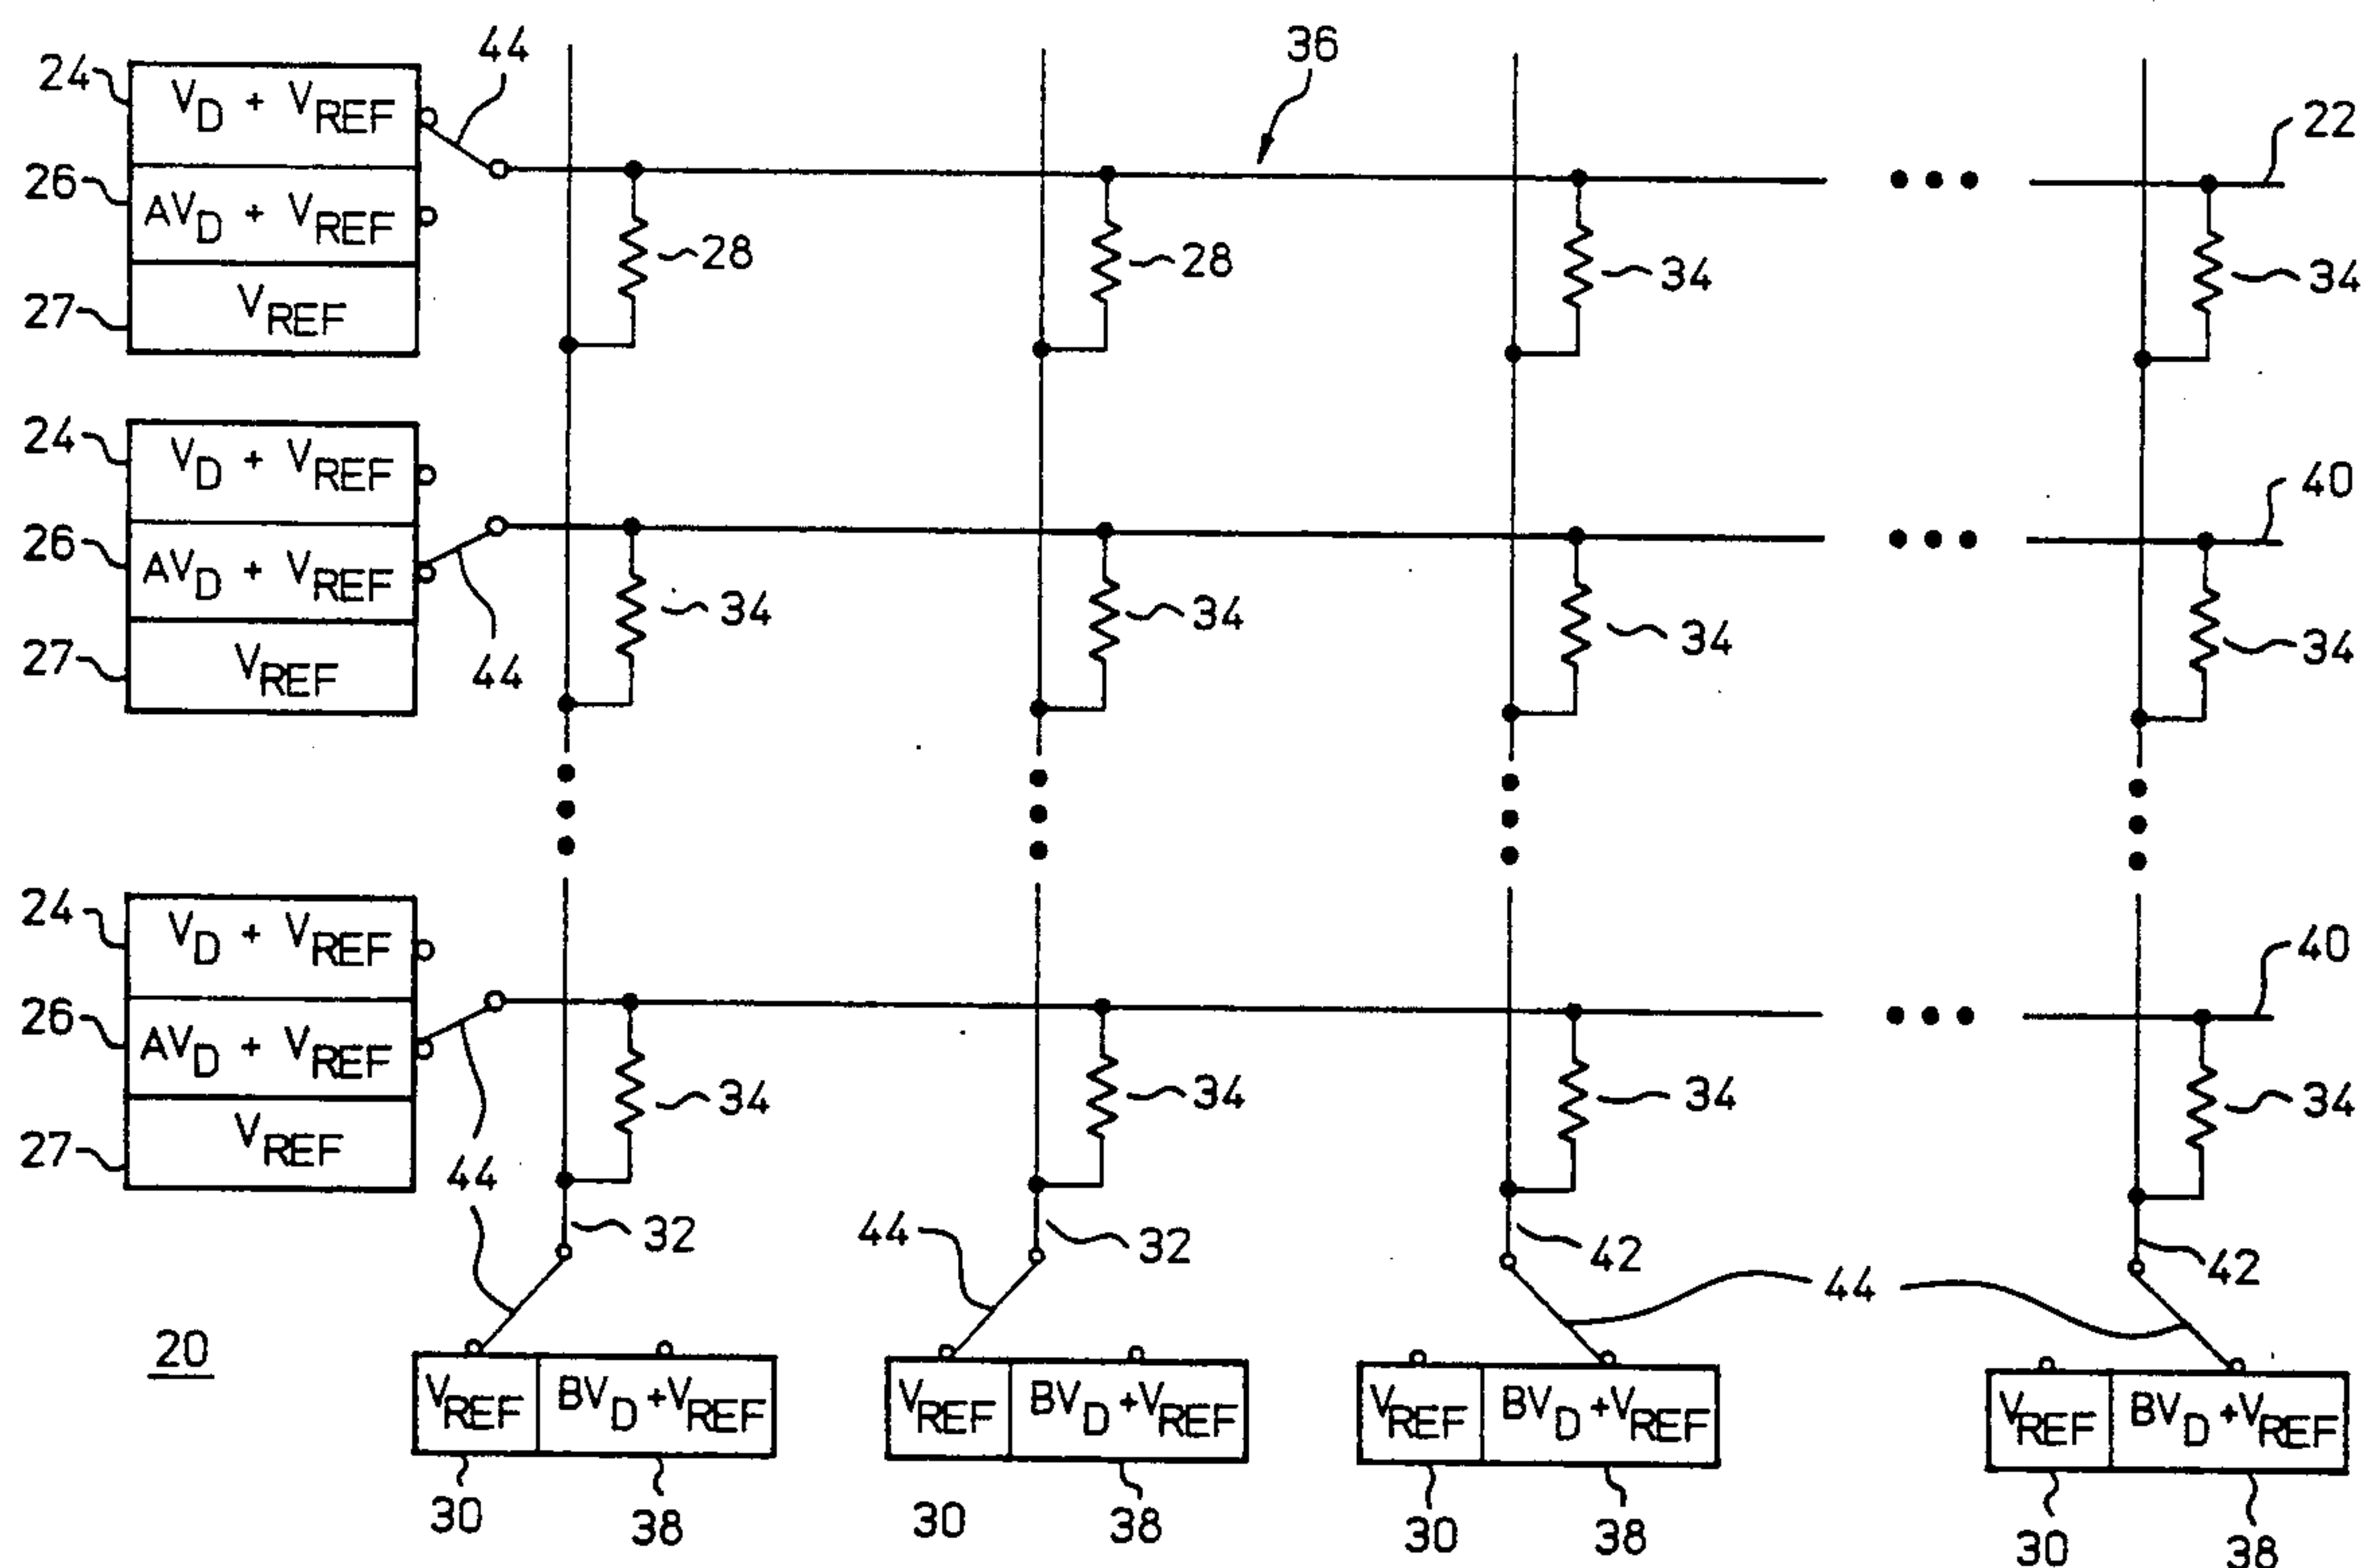 44
36
24 V_D + V_REF
22
26 AV_D + V_REF
28 28 34 34
27 V_REF
24 V_D + V_REF
40
26 AV_D + V_REF
34 34 34 34
27 V_REF
44
24 V_D + V_REF
40
26 AV_D + V_REF
34 34 34 34
27 V_REF
44
32 44 32 42 44 42
20
V_REF BV_D + V_REF V_REF BV_D + V_REF V_REF BV_D + V_REF V_REF BV_D + V_REF
30 38 30 38 30 38 30 38